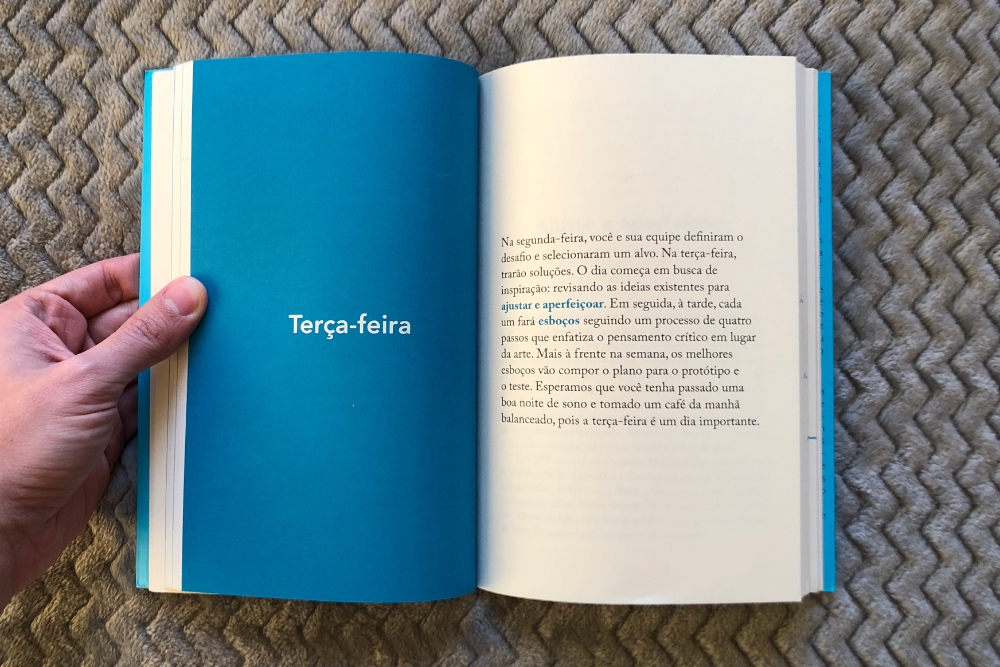 Terça-feira
Na segunda-feira, você e sua equipe definiram o
desafio e selecionaram um alvo. Na terça-feira,
trarão soluções. O dia começa em busca de
inspiração: revisando as ideias existentes para
ajustar e aperfeiçoar. Em seguida, à tarde, cada
um fará esboços seguindo um processo de quatro
passos que enfatiza o pensamento crítico em lugar
da arte. Mais à frente na semana, os melhores
esboços vão compor o plano para o protótipo e
o teste. Esperamos que você tenha passado uma
boa noite de sono e tomado um café da manhã
balanceado, pois a terça-feira é um dia importante.